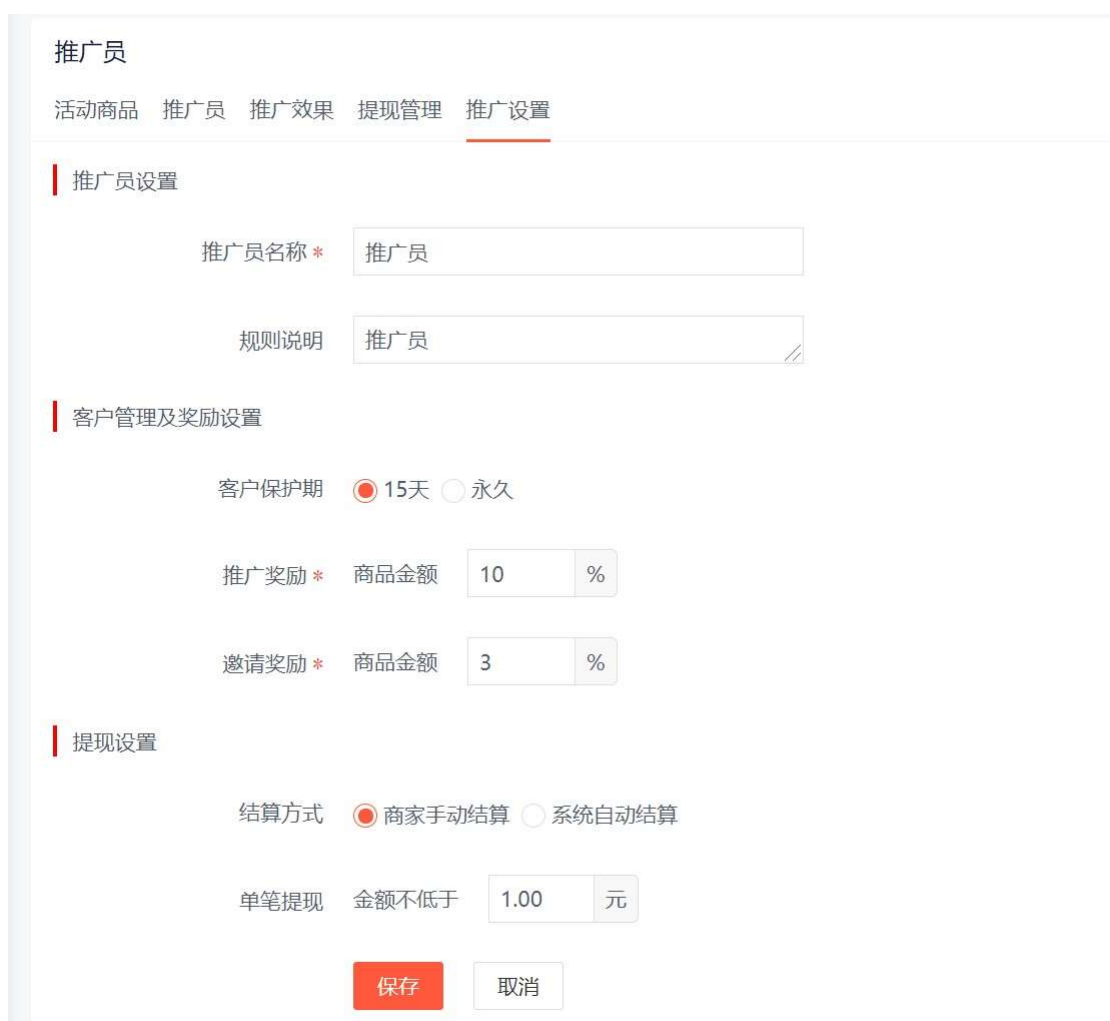 推广员
活动商品 推广员 推广效果 提现管理 推广设置
推广员设置
推广员名称 * 推广员
规则说明 推广员
客户管理及奖励设置
客户保护期 15天 永久
推广奖励 * 商品金额 10 %
邀请奖励 * 商品金额 3 %
提现设置
结算方式 商家手动结算 系统自动结算
单笔提现 金额不低于 1.00 元
保存 取消